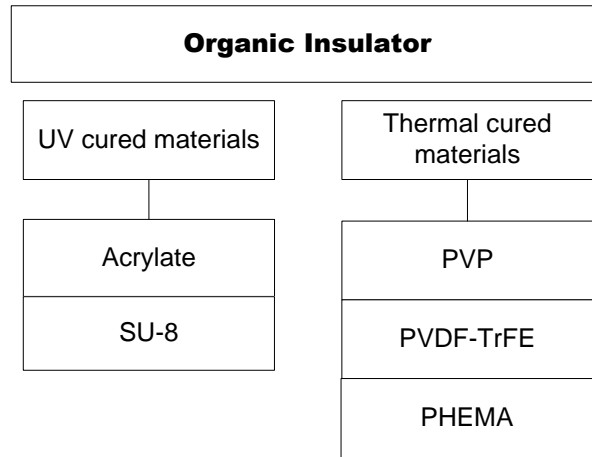 Organic Insulator
UV cured materials
Acrylate
SU-8
Thermal cured
materials
PVP
PVDF-TrFE
PHEMA